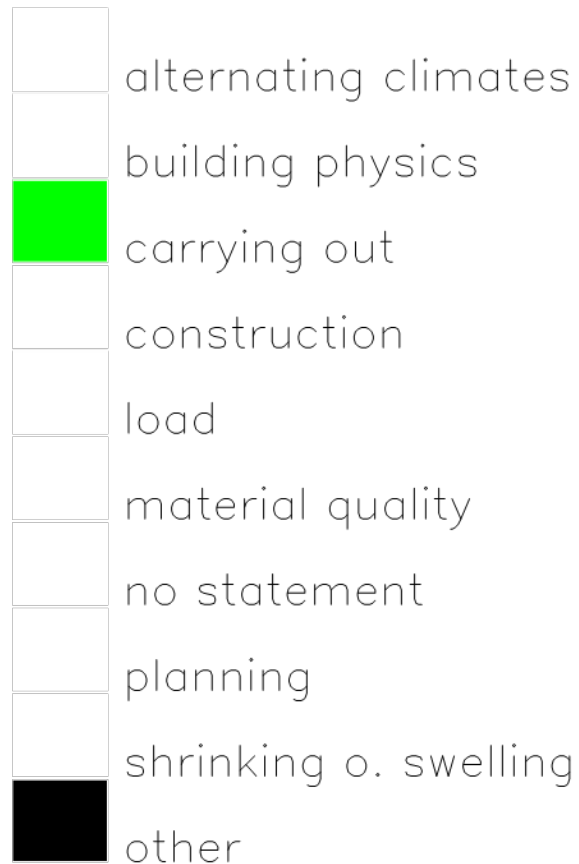 alternating climates
building physics
carrying out
construction
load
material quality
no statement
planning
shrinking o. swelling
other